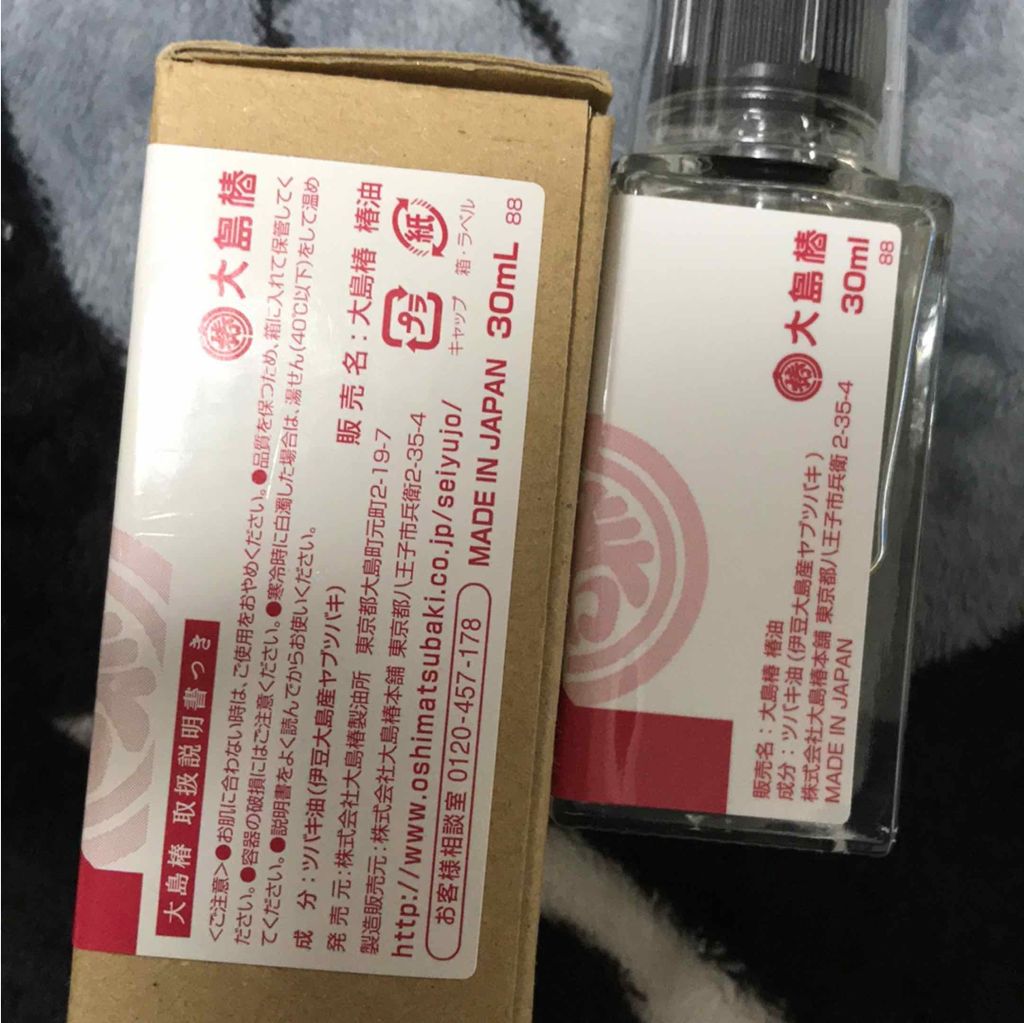 大島椿 取扱説明書つき
大島椿
<ご注意>●お肌に合わない時は、ご使用をおやめください。●品質を保つため、箱に入れて保管してく
ださい。●容器の破損にはご注意ください。●寒冷時に白濁した場合は、湯せん(40℃以下)をして温め
てください。●説明書をよく読んでからお使いください。
成 分：ツバキ油(伊豆大島産ヤブツバキ)
販 売 名：大島椿 椿油
発 売 元：株式会社大島椿製油所 東京都大島町元町2-19-7
製造販売元：株式会社大島椿本舗 東京都八王子市兵衛2-35-4
http://www.oshimatsubaki.co.jp/seiyujo/
お客様相談室 0120-457-178
MADE IN JAPAN 30mL 88
プラ
キャップ
紙
箱・ラベル
椿
大島椿
30ml
88
販売名：大島椿 椿油
成分：ツバキ油((伊豆大島産ヤブツバキ)
株式会社大島椿本舗 東京都八王子市兵衛 2-35-4
MADE IN JAPAN